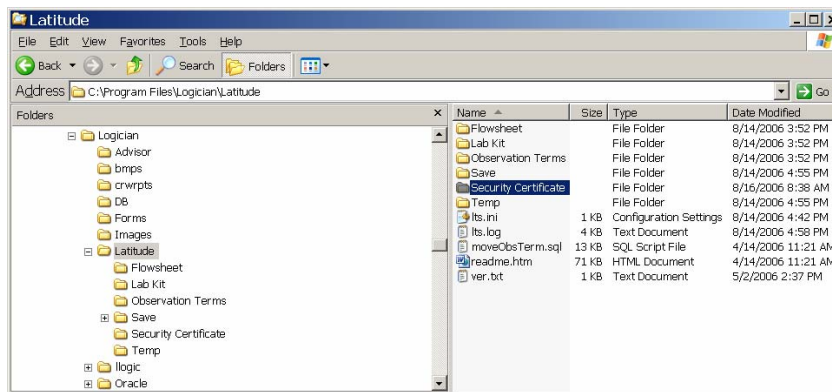 Latitude
File Edit View Favorites Tools Help
Back Search Folders
Address C:\Program Files\Logician\Latitude Go
Folders x
Logician
Advisor
bmps
crwrpts
DB
Forms
Images
Latitude
Flowsheet
Lab Kit
Observation Terms
Save
Security Certificate
Temp
llogic
Oracle
Name Size Type Date Modified
Flowsheet File Folder 8/14/2006 3:52 PM
Lab Kit File Folder 8/14/2006 3:52 PM
Observation Terms File Folder 8/14/2006 3:52 PM
Save File Folder 8/14/2006 4:55 PM
Security Certificate File Folder 8/16/2006 8:38 AM
Temp File Folder 8/14/2006 4:55 PM
lts.ini 1 KB Configuration Settings 8/14/2006 4:42 PM
lts.log 4 KB Text Document 8/14/2006 4:58 PM
moveObsTerm.sql 13 KB SQL Script File 4/14/2006 11:21 AM
readme.htm 71 KB HTML Document 4/14/2006 11:21 AM
ver.txt 1 KB Text Document 5/2/2006 2:37 PM